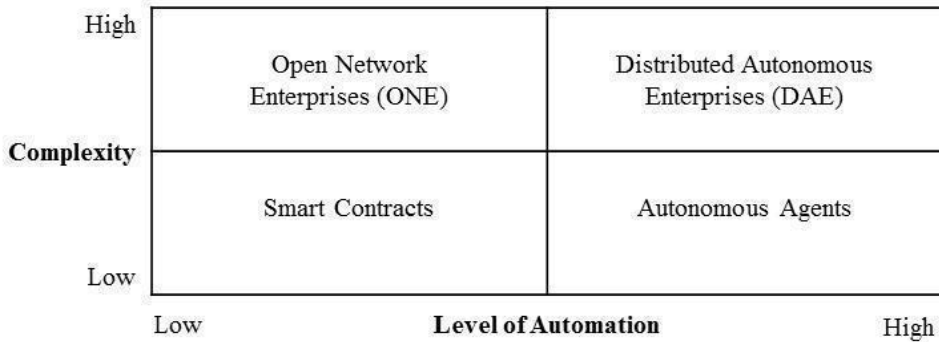 High
Open Network
Enterprises (ONE)
Distributed Autonomous
Enterprises (DAE)
Complexity
Smart Contracts
Autonomous Agents
Low
Low
Level of Automation
High